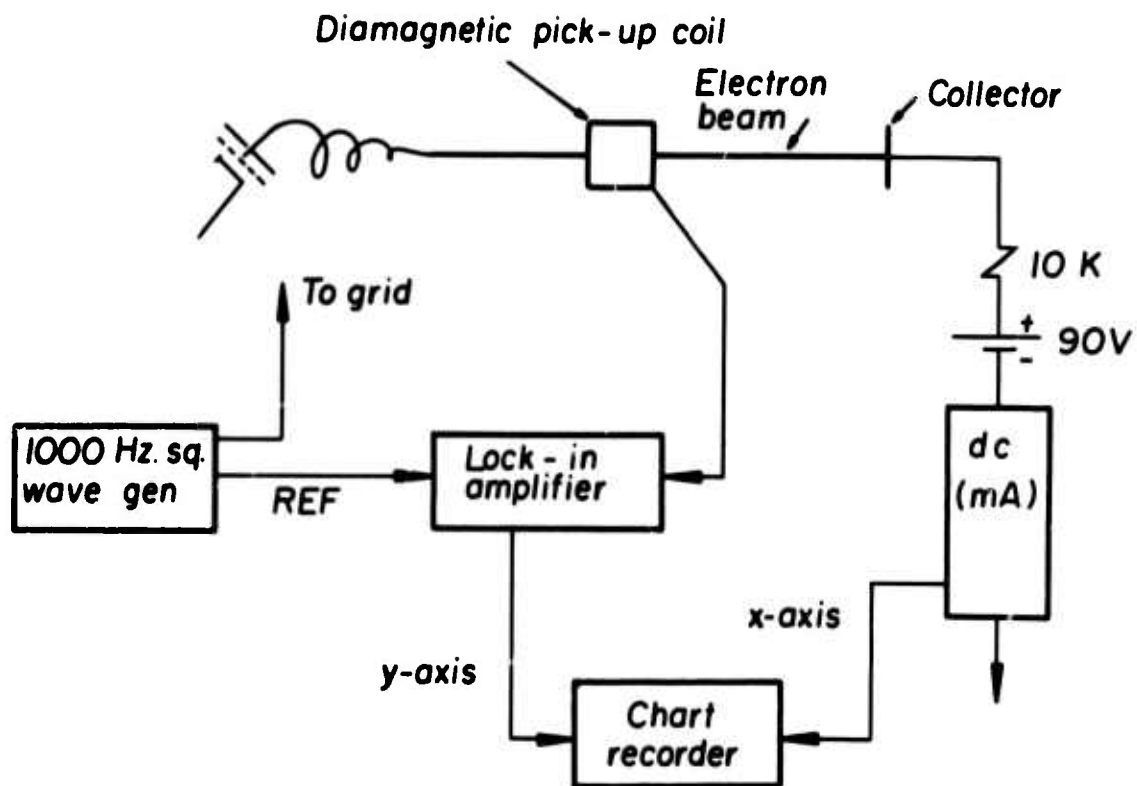 Diamagnetic pick-up coil
Electron
beam
Collector
10 K
+
90V
-
To grid
1000 Hz. sq.
wave gen
REF
Lock-in
amplifier
dc
(mA)
x-axis
y-axis
Chart
recorder